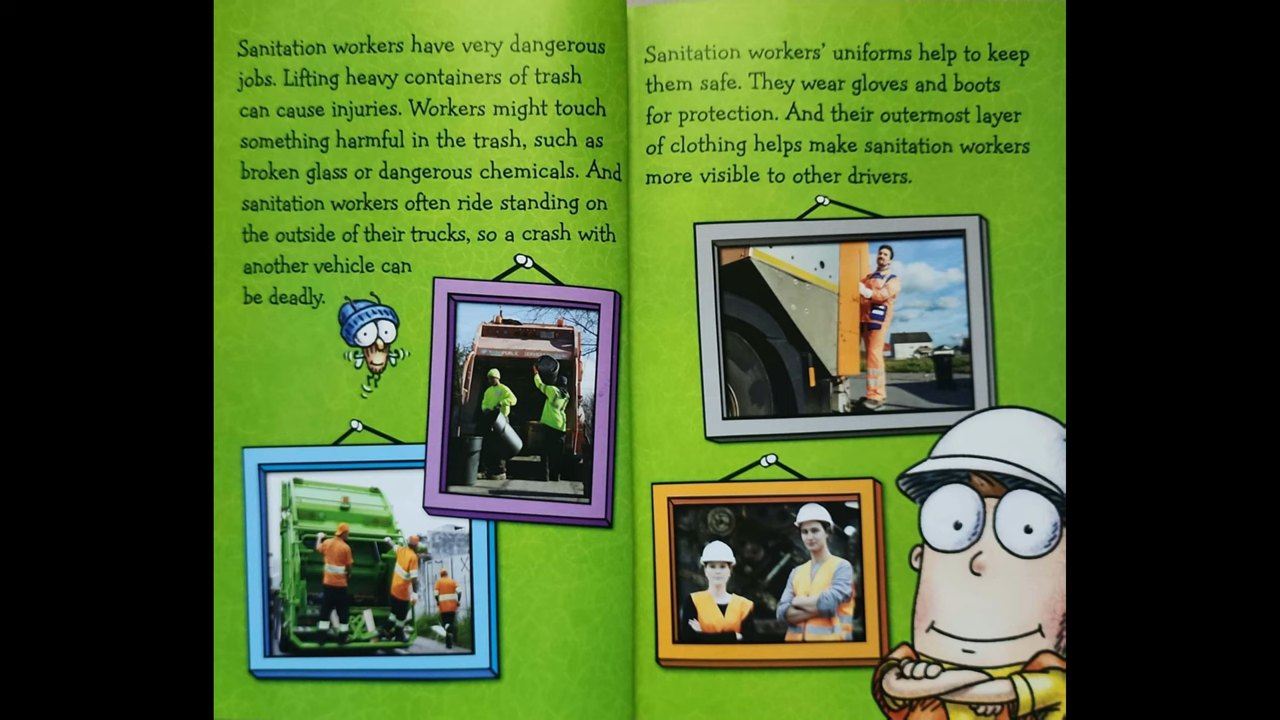 Sanitation workers have very dangerous
jobs. Lifting heavy containers of trash
can cause injuries. Workers might touch
something harmful in the trash, such as
broken glass or dangerous chemicals. And
sanitation workers often ride standing on
the outside of their trucks, so a crash with
another vehicle can
be deadly.
Sanitation workers' uniforms help to keep
them safe. They wear gloves and boots
for protection. And their outermost layer
of clothing helps make sanitation workers
more visible to other drivers.